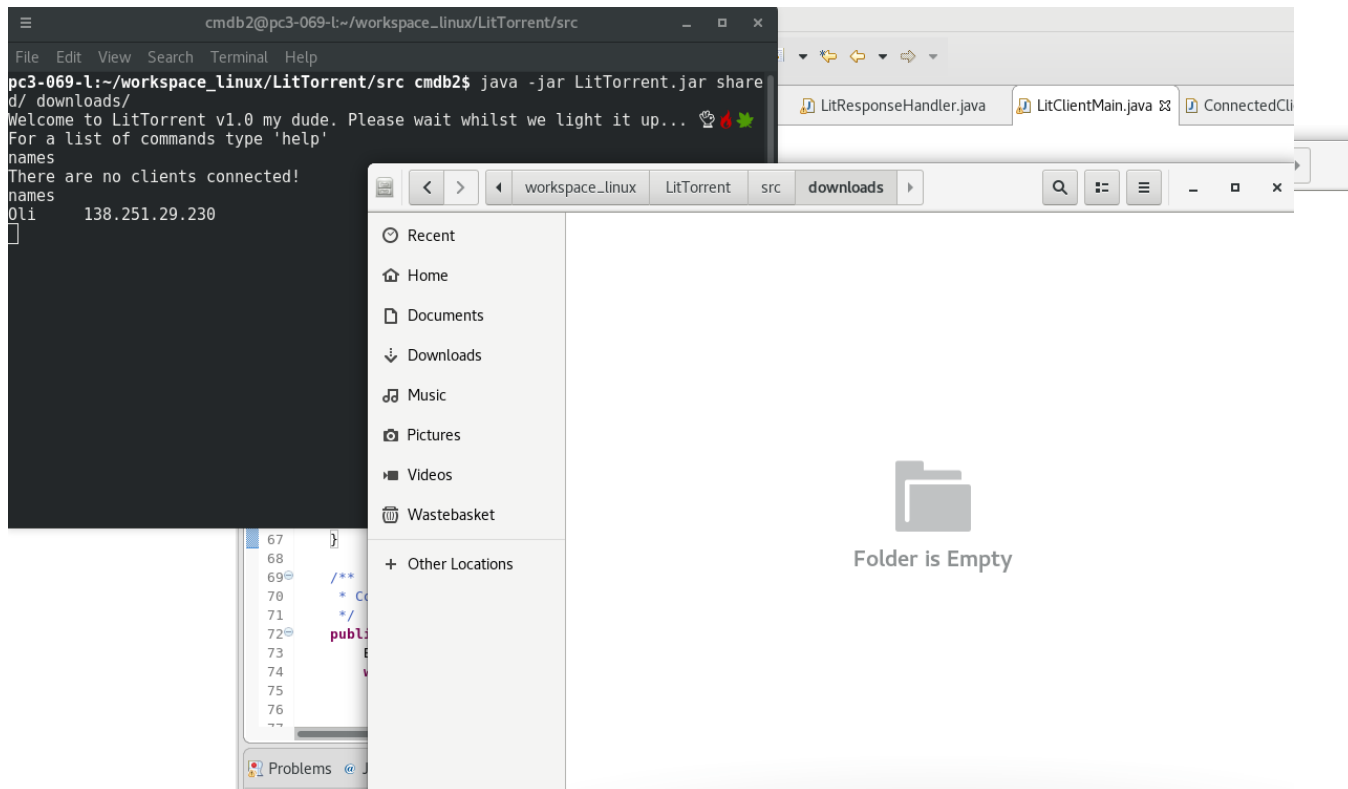 cmdb2@pc3-069-l:~/workspace_linux/LitTorrent/src
File Edit View Search Terminal Help
pc3-069-l:~/workspace_linux/LitTorrent/src cmdb2$ java -jar LitTorrent.jar share
d/ downloads/
Welcome to LitTorrent v1.0 my dude. Please wait whilst we light it up... 👌🔥🍁
For a list of commands type 'help'
names
There are no clients connected!
names
Oli 138.251.29.230
LitResponseHandler.java LitClientMain.java ConnectedCli
workspace_linux LitTorrent src downloads
Recent
Home
Documents
Downloads
Music
Pictures
Videos
Wastebasket
+ Other Locations
Folder is Empty
67 }
68
69 /**
70 * Co
71 */
72 publi
73
74
75
76
77
Problems @ J